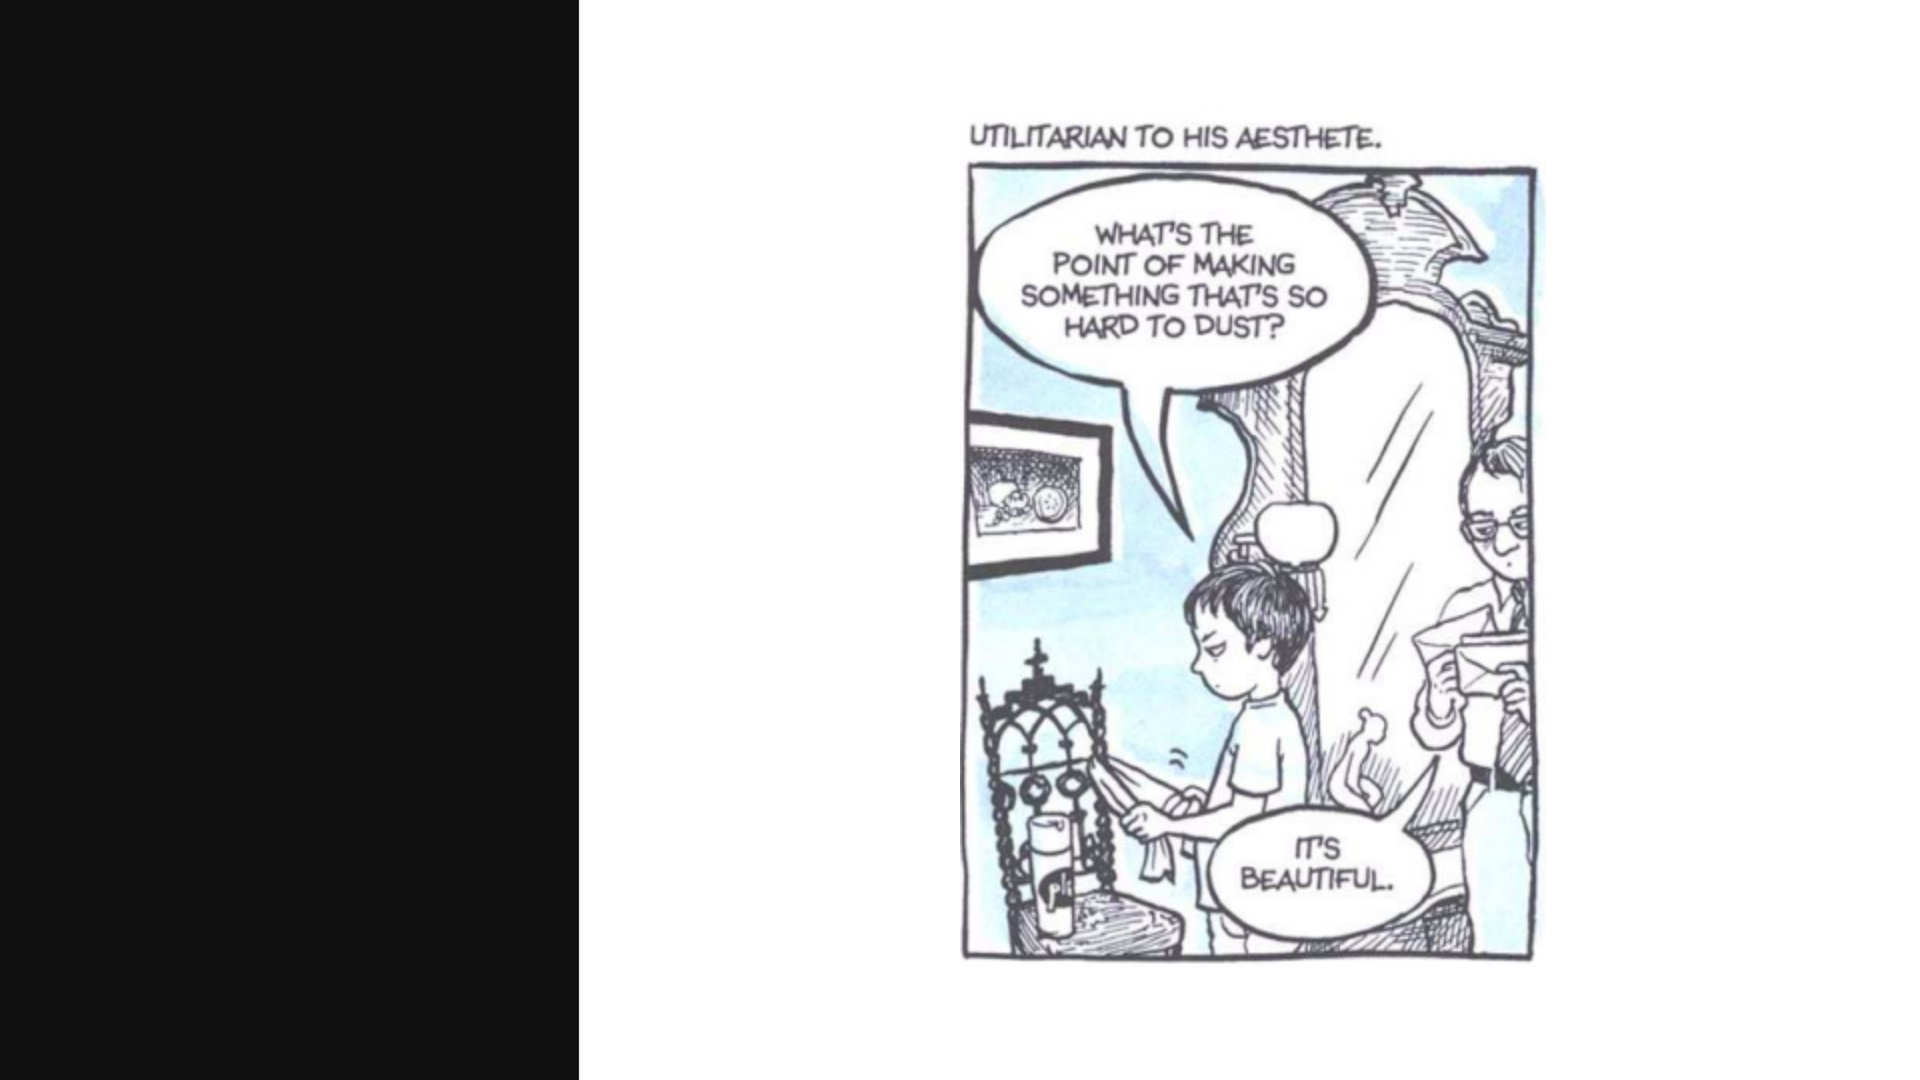 UTILITARIAN TO HIS AESTHETE.
WHAT'S THE
POINT OF MAKING
SOMETHING THAT'S SO
HARD TO DUST?
IT'S
BEAUTIFUL.